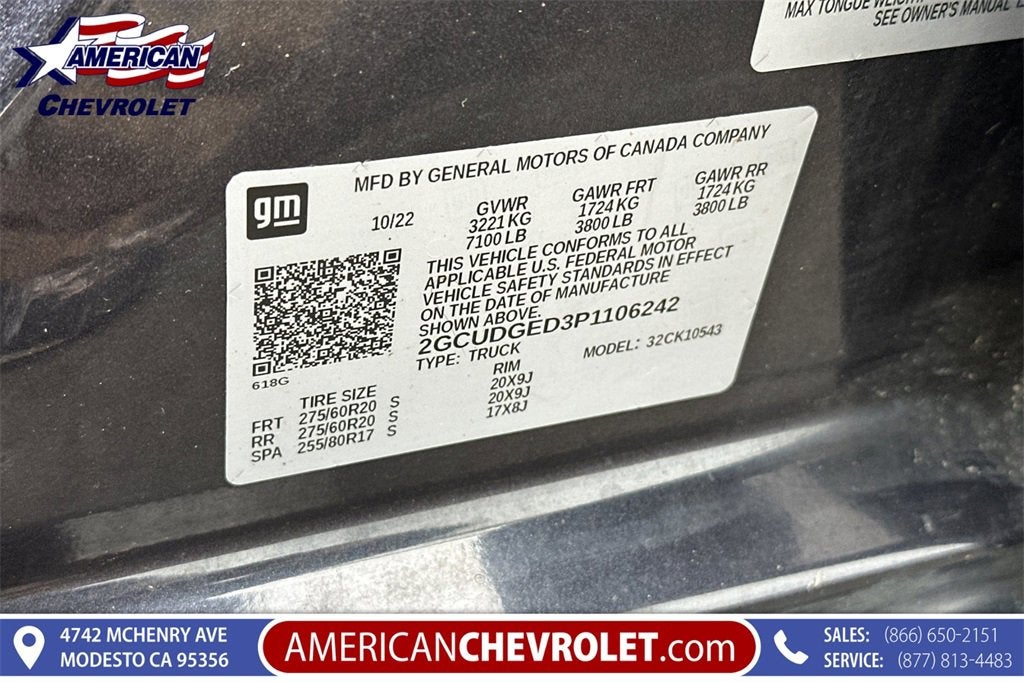 AMERICAN
CHEVROLET
MAX TONGUE WEIGHT
SEE OWNER'S MANUAL
gm
MFD BY GENERAL MOTORS OF CANADA COMPANY
10/22 GVWR GAWR FRT GAWR RR
3221 KG 1724 KG 1724 KG
7100 LB 3800 LB 3800 LB
THIS VEHICLE CONFORMS TO ALL
APPLICABLE U.S. FEDERAL MOTOR
VEHICLE SAFETY STANDARDS IN EFFECT
ON THE DATE OF MANUFACTURE
SHOWN ABOVE.
2GCUDGED3P1106242
TYPE: TRUCK MODEL: 32CK10543
618G
TIRE SIZE RIM
FRT 275/60R20 S 20X9J
RR 275/60R20 S 20X9J
SPA 255/80R17 S 17X8J
4742 MCHENRY AVE
MODESTO CA 95356
AMERICANCHEVROLET.com
SALES: (866) 650-2151
SERVICE: (877) 813-4483